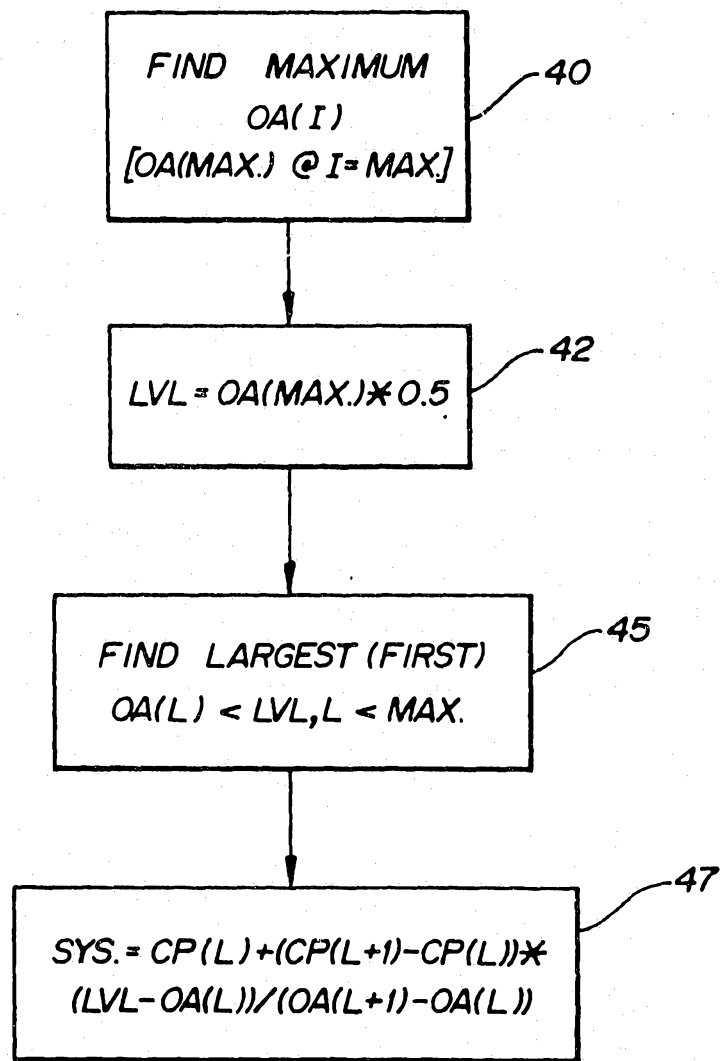 FIND MAXIMUM
OA(I)
[OA(MAX.) @ I=MAX.]
40
LVL = OA(MAX.)* 0.5
42
FIND LARGEST (FIRST)
OA(L) < LVL, L < MAX.
45
SYS. = CP(L)+(CP(L+1)-CP(L))*
(LVL-OA(L))/(OA(L+1)-OA(L))
47